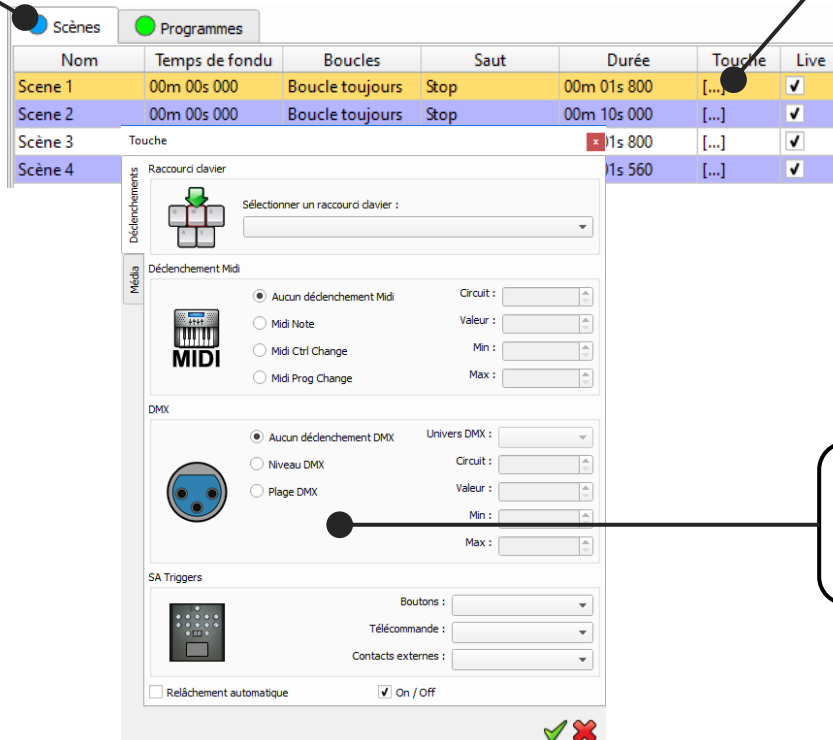 Scènes Programmes
Nom Temps de fondu Boucles Saut Durée Touche Live
Scene 1 00m 00s 000 Boucle toujours Stop 00m 01s 800 [...]
Scene 2 00m 00s 000 Boucle toujours Stop 00m 10s 000 [...]
Scène 3 01s 800 [...]
Scène 4 01s 560 [...]
Touche
Déclenchements
Média
Raccourci clavier
Sélectionner un raccourci clavier :
Déclenchement Midi
MIDI
Aucun déclenchement Midi Circuit :
Midi Note Valeur :
Midi Ctrl Change Min :
Midi Prog Change Max :
DMX
Aucun déclenchement DMX Univers DMX :
Niveau DMX Circuit :
Plage DMX Valeur :
Min :
Max :
SA Triggers
Boutons :
Télécommande :
Contacts externes :
Relâchement automatique On / Off